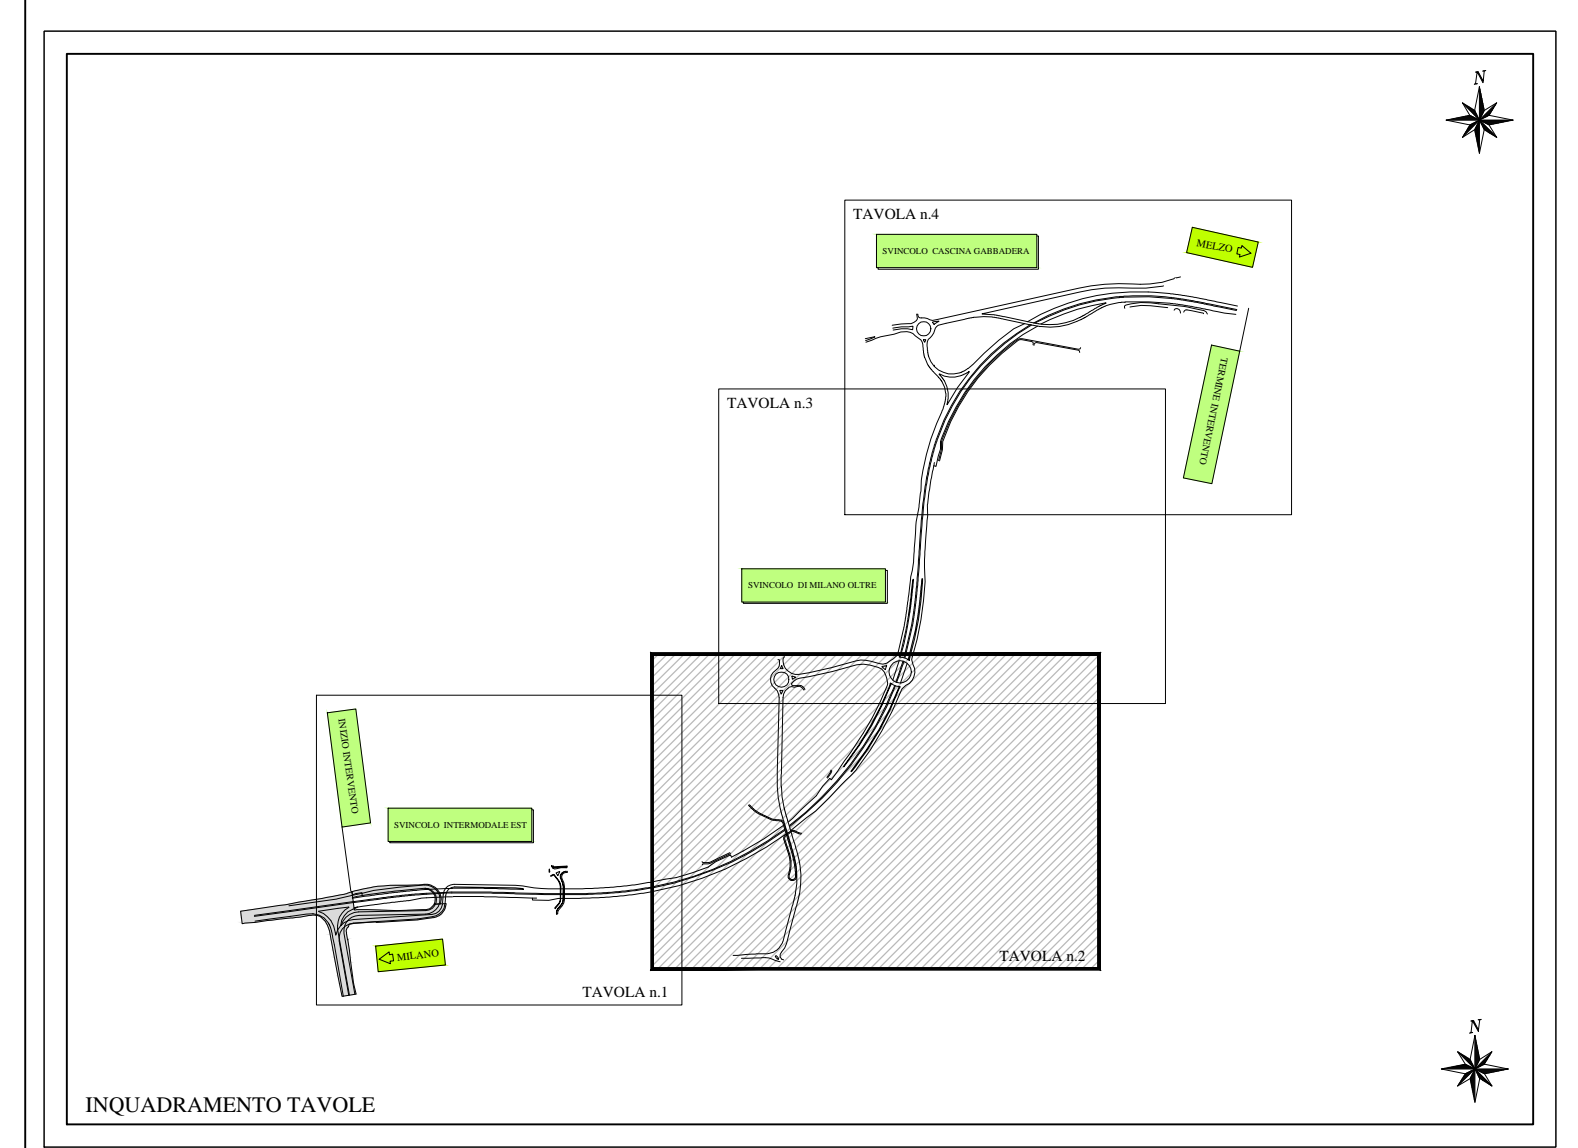 N
TAVOLA n.4
SVINCOLO CASCINA GABBADERA
MELZO
TERMINE INTERVENTO
TAVOLA n.3
SVINCOLO DI MILANO OLTRE
INIZIO INTERVENTO
SVINCOLO INTERMODALE EST
MILANO
TAVOLA n.2
TAVOLA n.1
N
INQUADRAMENTO TAVOLE